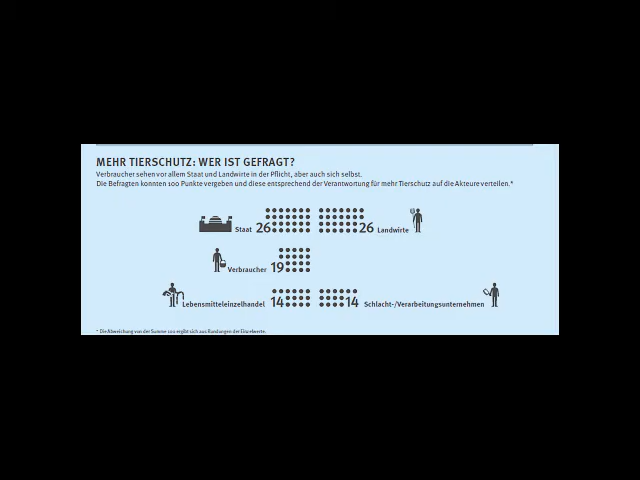 MEHR TIERSCHUTZ: WER IST GEFRAGT?
Verbraucher sehen vor allem Staat und Landwirte in der Pflicht, aber auch sich selbst.
Die Befragten konnten 100 Punkte vergeben und diese entsprechend der Verantwortung für mehr Tierschutz auf die Akteure verteilen.*
Staat 26 26 Landwirte
Verbraucher 19
Lebensmitteleinzelhandel 14 14 Schlacht-/Verarbeitungsunternehmen
* Die Abweichung von der Summe 100 ergibt sich aus Rundungen der Einzelwerte.